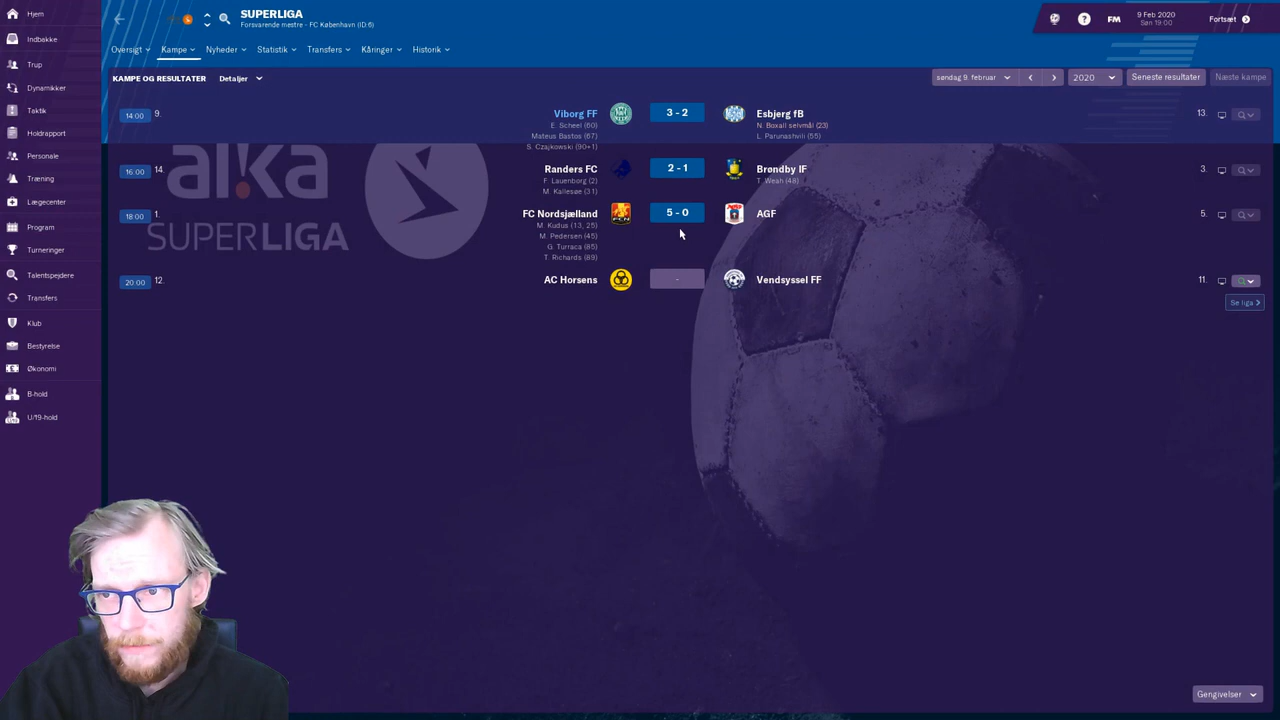 Hjem
Indbakke
Trup
Dynamikker
Taktik
Holdrapport
Personale
Træning
Lægecenter
Program
Turneringer
Talentspejdere
Transfers
Klub
Bestyrelse
Økonomi
B-hold
U/19-hold
SUPERLIGA
Forsvarende mestre - FC København (ID:6)
9 Feb 2020
Søn 19:00
FM
Fortsæt
Oversigt Kampe Nyheder Statistik Transfers Kåringer Historik
KAMPE OG RESULTATER Detaljer
søndag 9. februar 2020 Seneste resultater Næste kampe
14:00 9. Viborg FF 3 - 2 Esbjerg fB 13.
E. Scheel (60) N. Boxall selvmål (23)
Mateus Bastos (67) L. Parunashvili (55)
S. Czajkowski (90+1)
16:00 14. Randers FC 2 - 1 Brøndby IF 3.
F. Lauenborg (2) T. Weah (48)
M. Kallesøe (31)
18:00 1. FC Nordsjælland 5 - 0 AGF 5.
M. Kudus (13, 25)
M. Pedersen (45)
G. Turraca (85)
T. Richards (89)
20:00 12. AC Horsens - Vendsyssel FF 11.
Se liga
al!ka
SUPERLIGA
Gengivelser